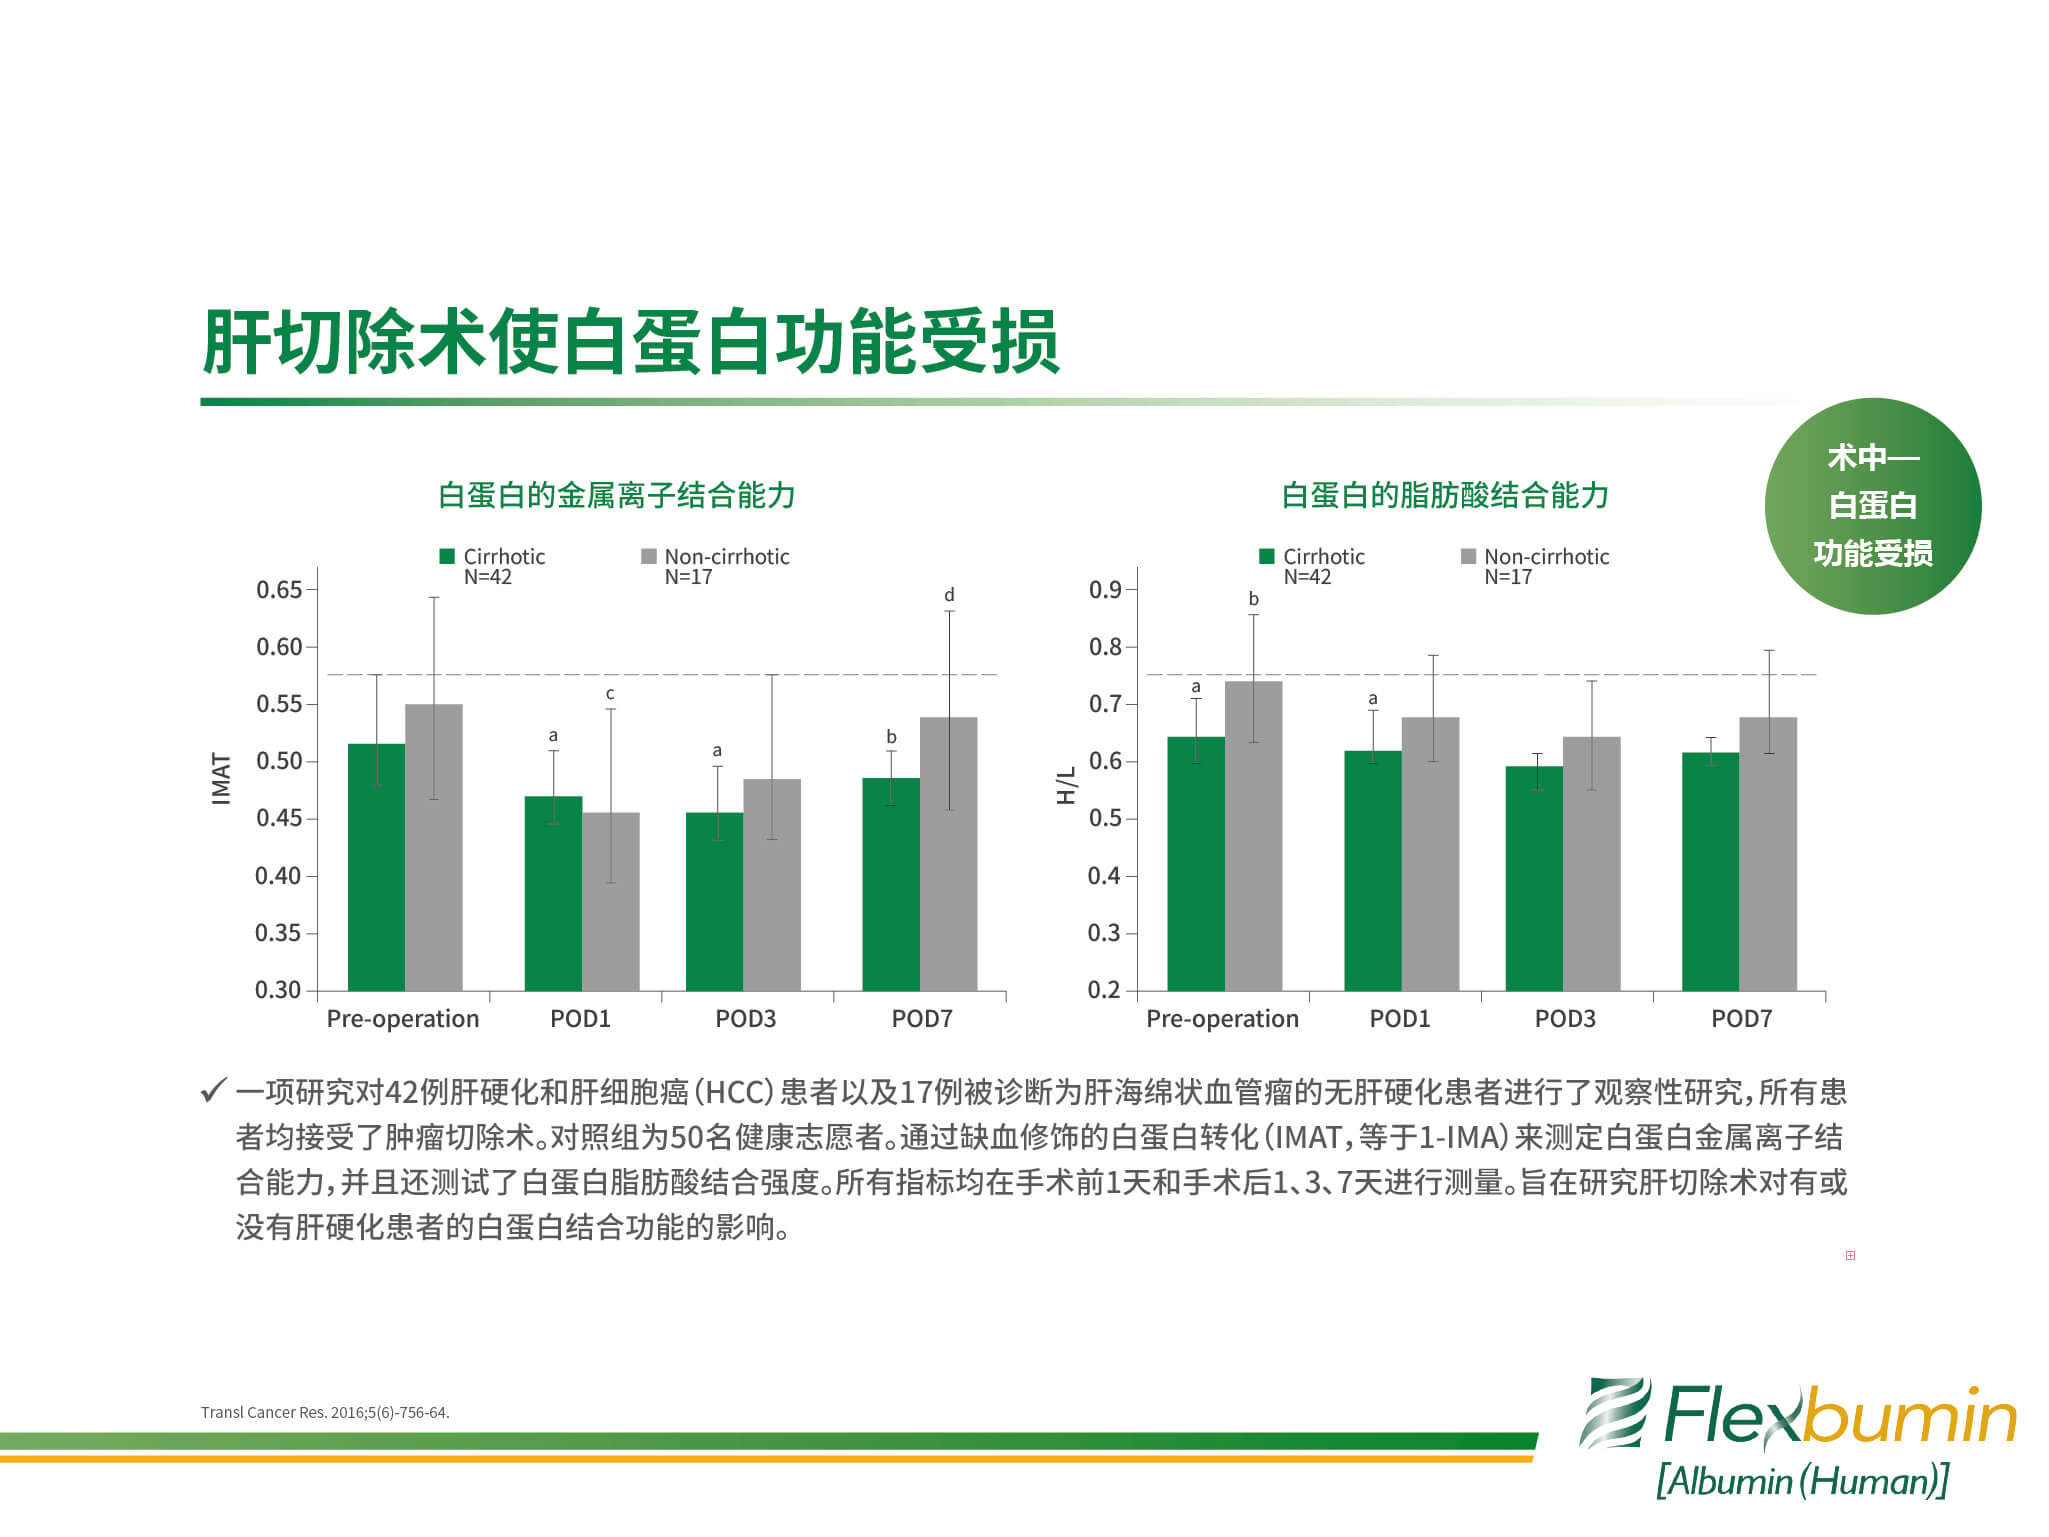 肝切除术使白蛋白功能受损
术中—
白蛋白
功能受损
白蛋白的金属离子结合能力
Cirrhotic
N=42
Non-cirrhotic
N=17
IMAT
0.65
0.60
0.55
0.50
0.45
0.40
0.35
0.30
a
c
a
b
d
Pre-operation
POD1
POD3
POD7
白蛋白的脂肪酸结合能力
Cirrhotic
N=42
Non-cirrhotic
N=17
H/L
0.9
0.8
0.7
0.6
0.5
0.4
0.3
0.2
a
b
a
Pre-operation
POD1
POD3
POD7
✓ 一项研究对42例肝硬化和肝细胞癌（HCC）患者以及17例被诊断为肝海绵状血管瘤的无肝硬化患者进行了观察性研究，所有患
者均接受了肿瘤切除术。对照组为50名健康志愿者。通过缺血修饰的白蛋白转化（IMAT，等于1-IMA）来测定白蛋白金属离子结
合能力，并且还测试了白蛋白脂肪酸结合强度。所有指标均在手术前1天和手术后1、3、7天进行测量。旨在研究肝切除术对有或
没有肝硬化患者的白蛋白结合功能的影响。
Transl Cancer Res. 2016;5(6)-756-64.
Flexbumin
[Albumin (Human)]